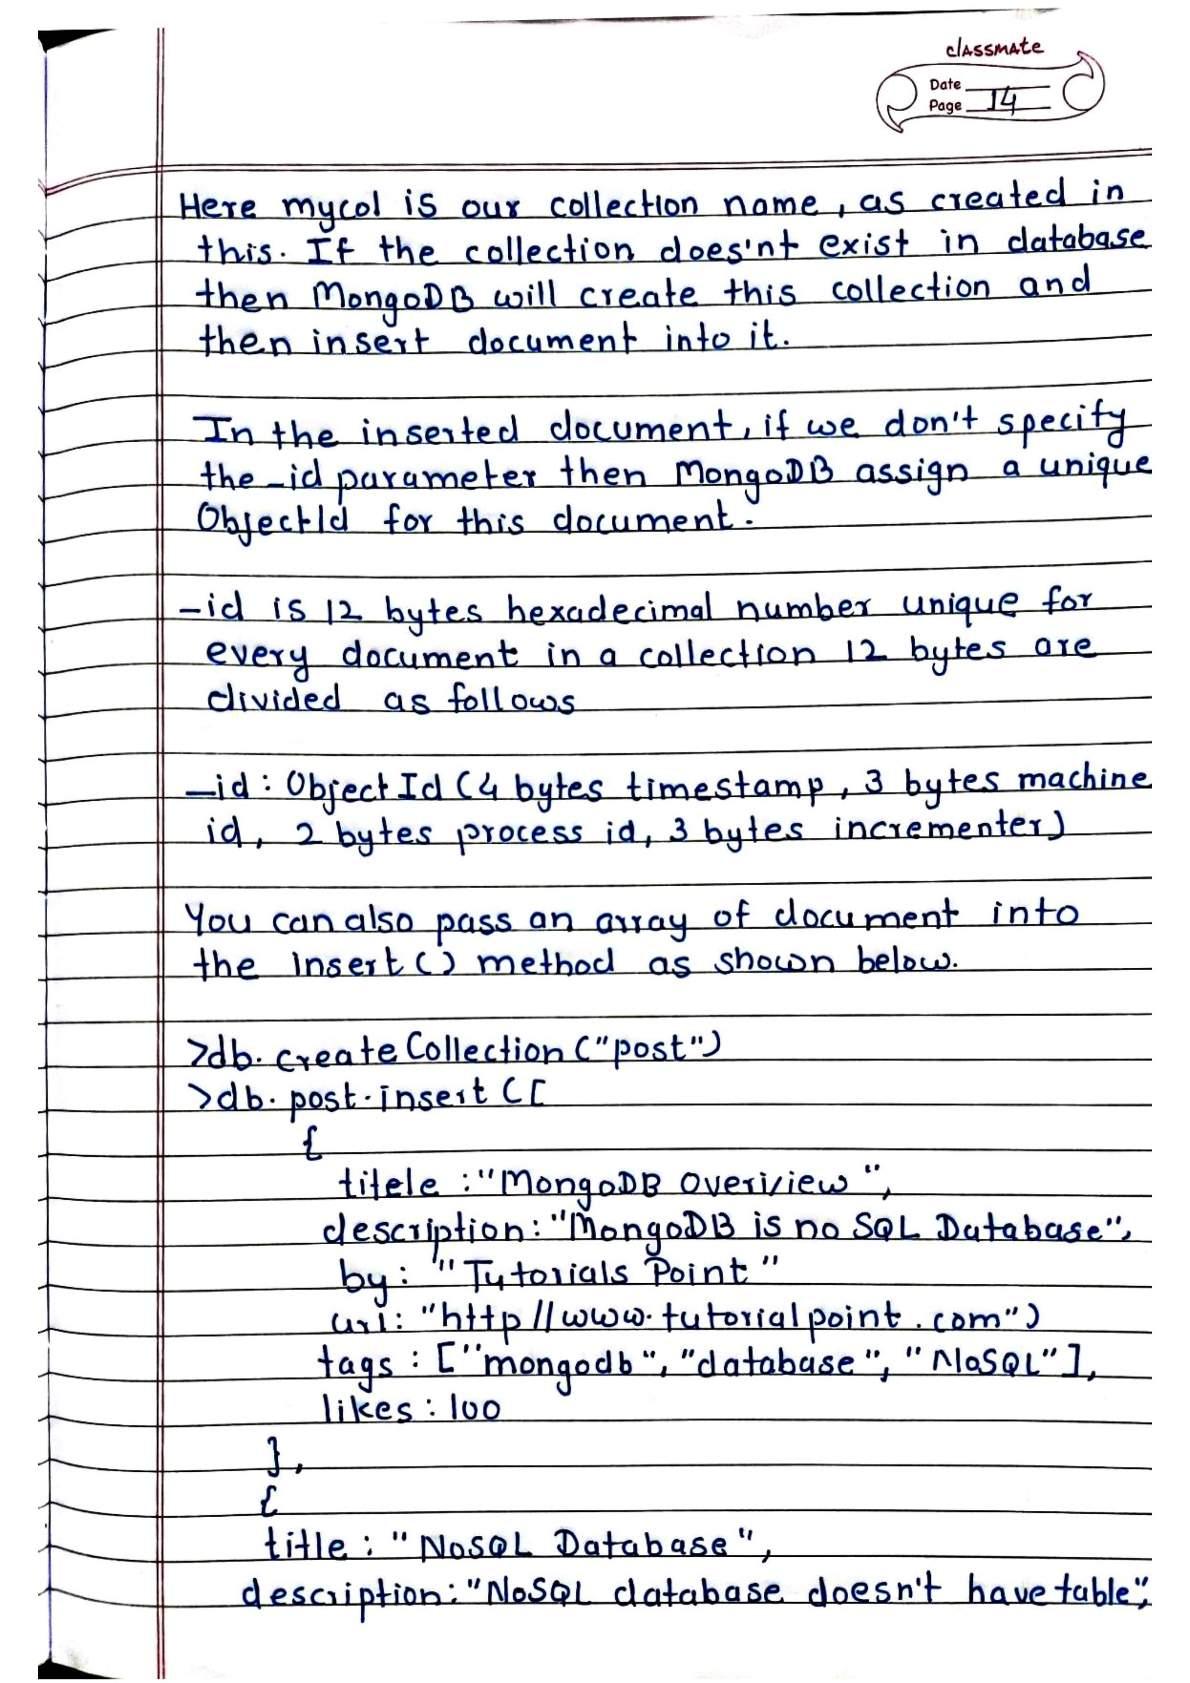 classmate
Date
Page 14
Here mycol is our collection name, as created in
this. If the collection does'nt exist in database
then MongoDB will create this collection and
then insert document into it.
In the inserted document, if we don't specify
the _id parameter then MongoDB assign a unique
ObjectId for this document.
_id is 12 bytes hexadecimal number unique for
every document in a collection 12 bytes are
divided as follows
_id : Object Id (4 bytes timestamp, 3 bytes machine
id, 2 bytes process id, 3 bytes incrementer)
You can also pass an array of document into
the insert () method as shown below.
>db. create Collection ("post")
>db. post. insert ([
{
titele : "MongoDB Overiview",
description: "MongoDB is no SQL Database",
by: "Tutorials Point"
url: "http//www.tutorialpoint.com")
tags : ["mongodb", "database", "NoSQL"],
likes : 100
},
{
title : "NosQL Database",
description: "NoSQL database doesn't have table",